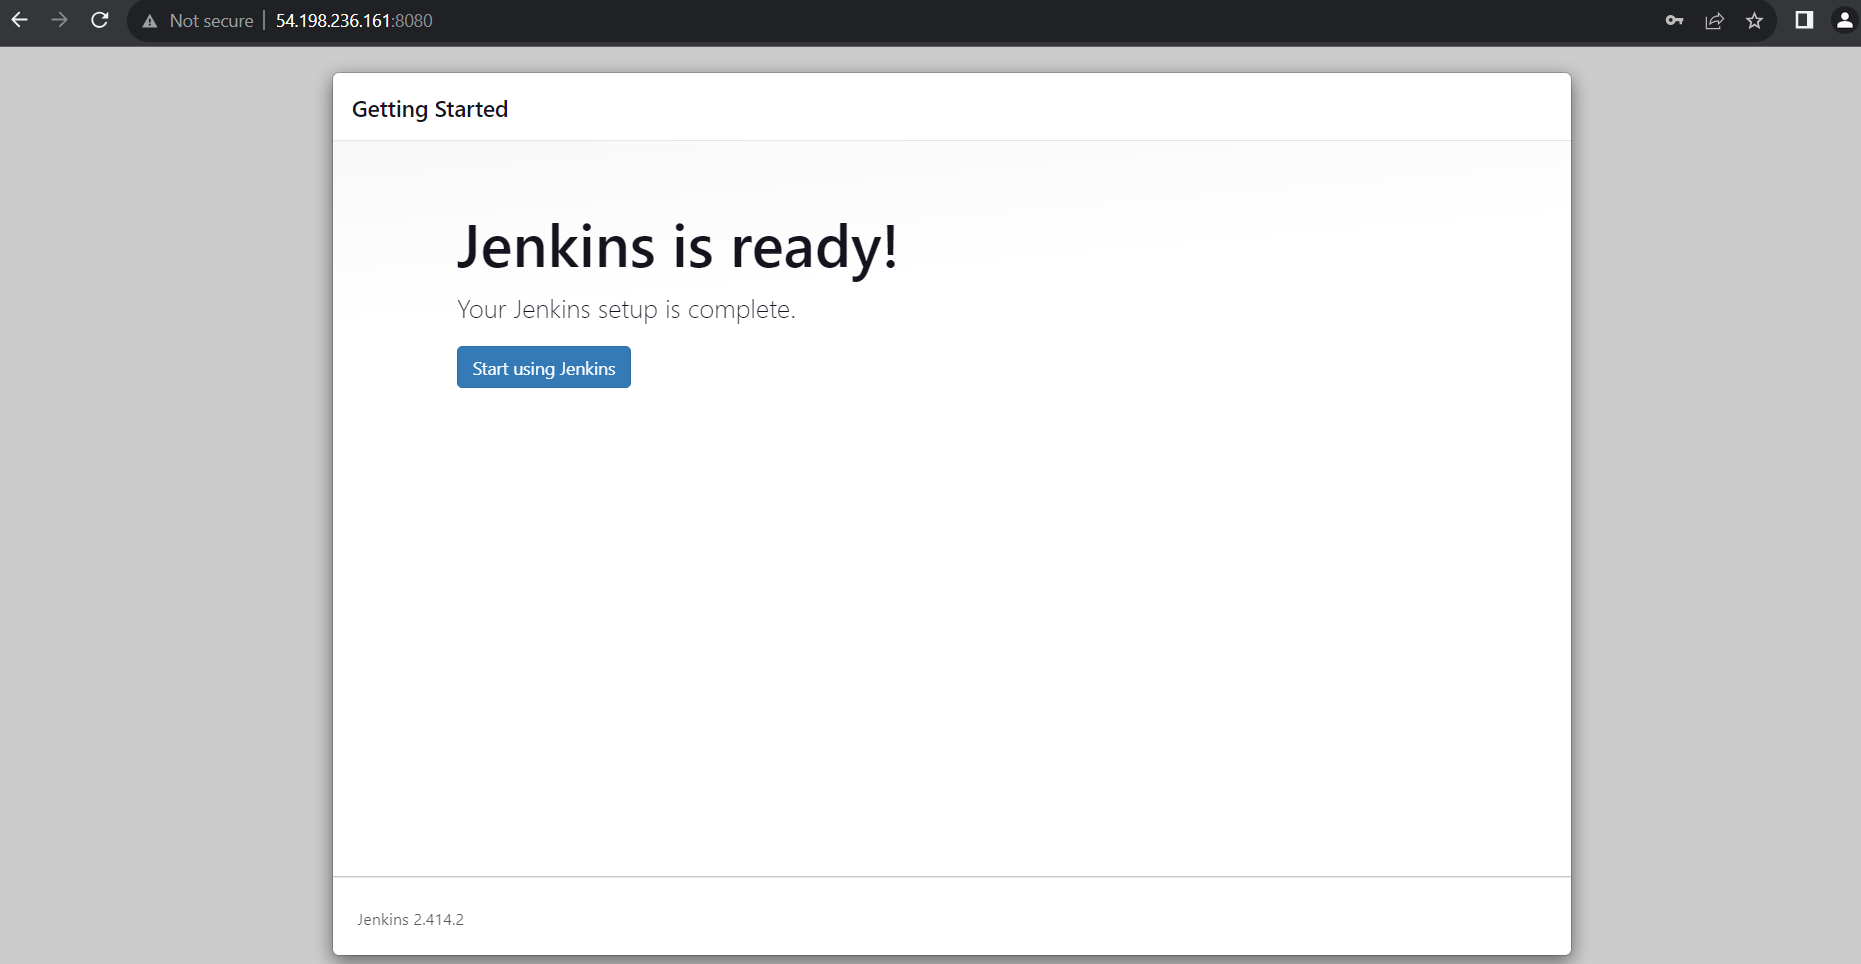 Not secure | 54.198.236.161:8080
Getting Started
Jenkins is ready!
Your Jenkins setup is complete.
Start using Jenkins
Jenkins 2.414.2